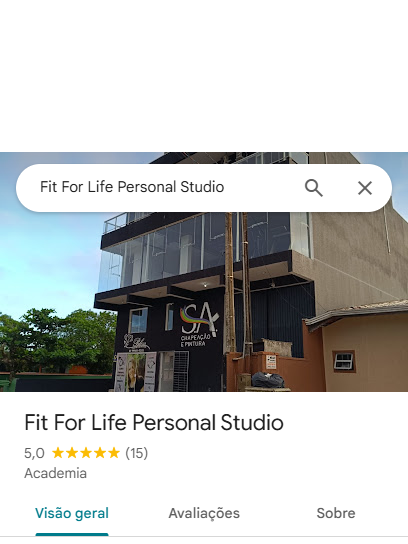 Fit For Life Personal Studio
S.A.
CHAPEAÇÃO
E PINTURA
Fit For Life Personal Studio
5,0 ★★★★★ (15)
Academia
Visão geral
Avaliações
Sobre